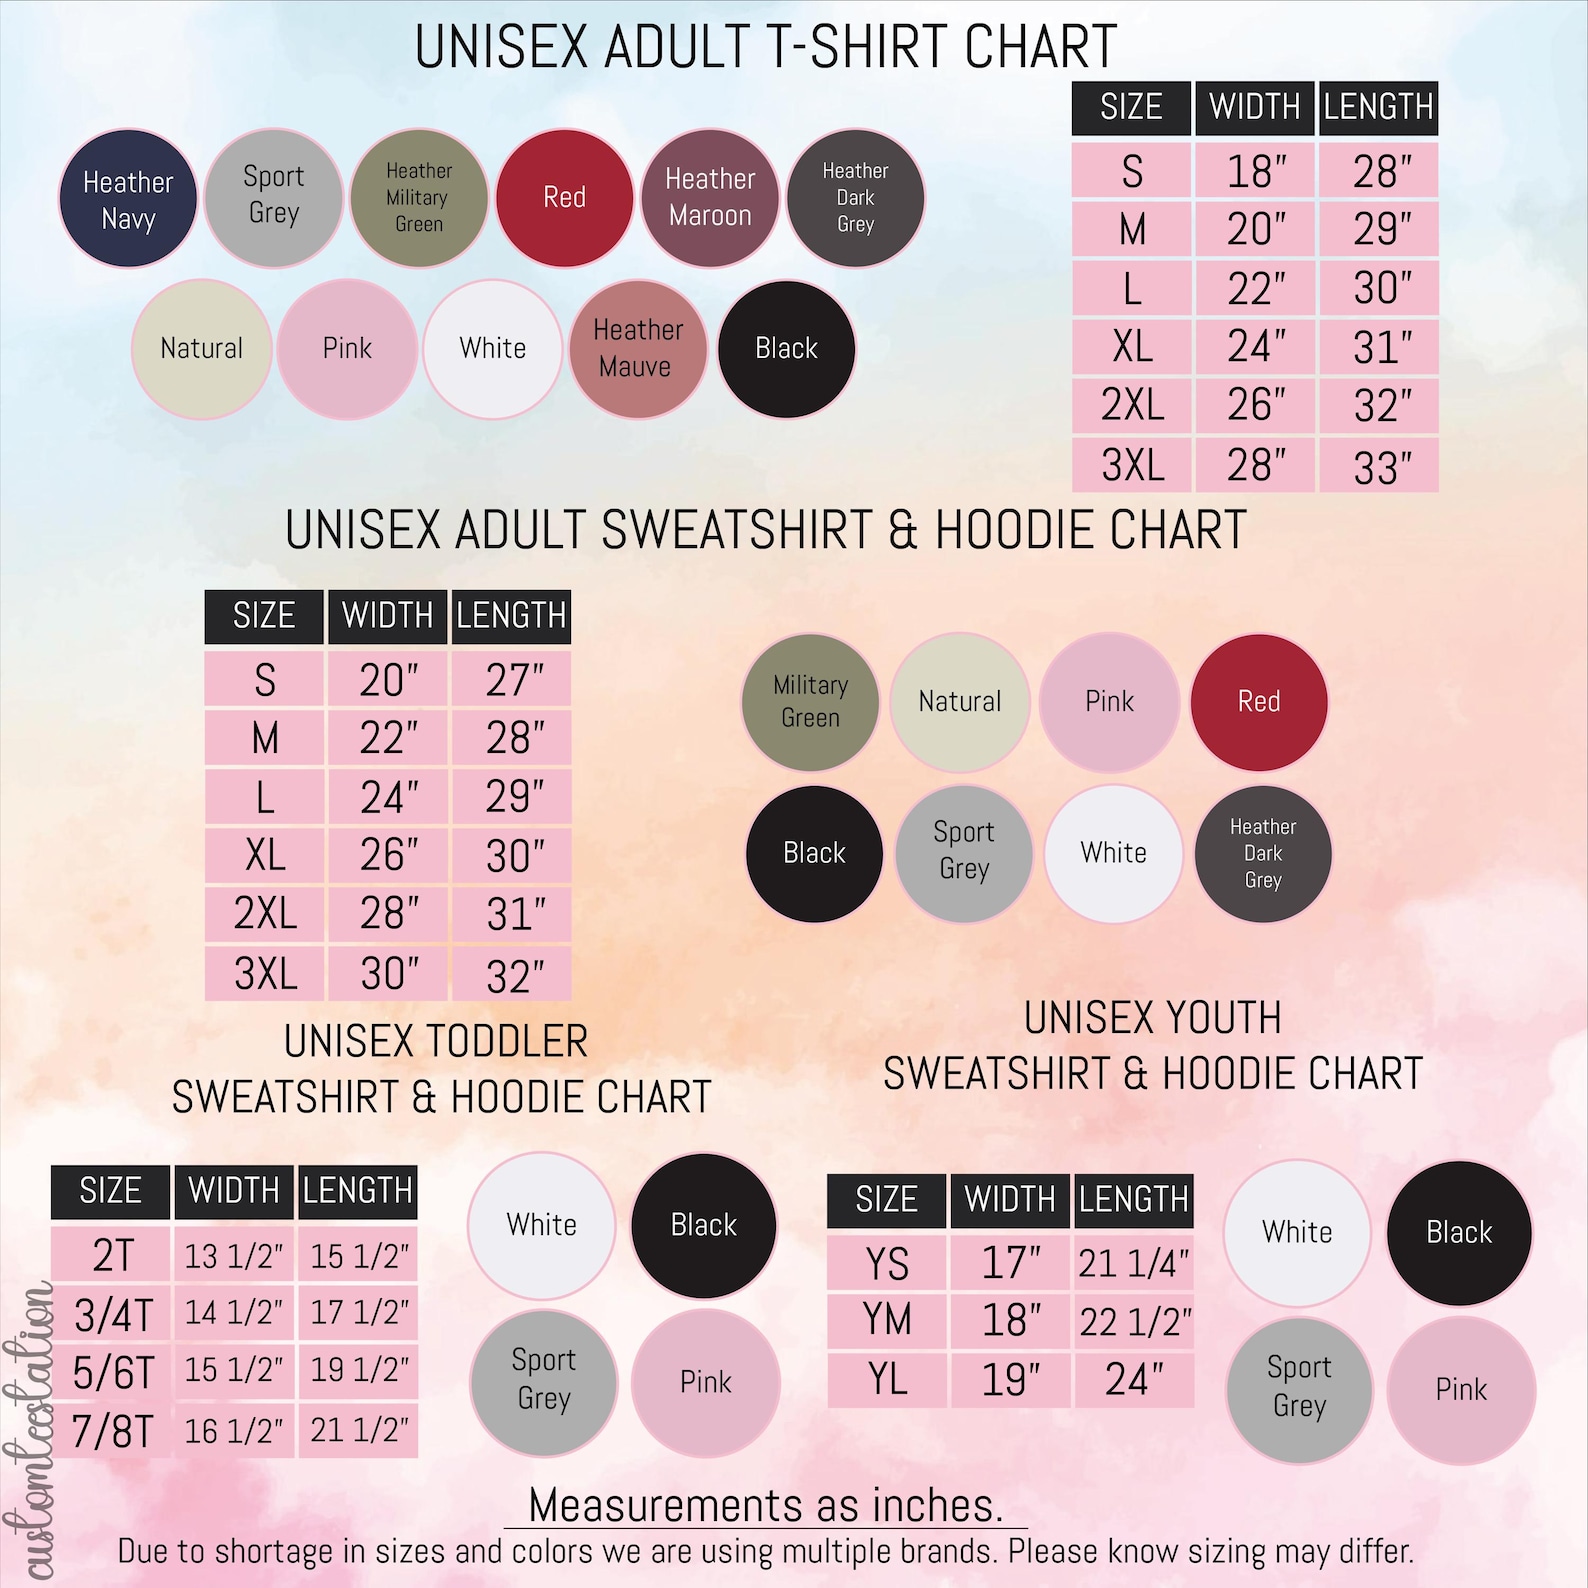 UNISEX ADULT T-SHIRT CHART
Heather
Navy
Sport
Grey
Heather
Military
Green
Red
Heather
Maroon
Heather
Dark
Grey
Natural
Pink
White
Heather
Mauve
Black
SIZE WIDTH LENGTH
S 18" 28"
M 20" 29"
L 22" 30"
XL 24" 31"
2XL 26" 32"
3XL 28" 33"
UNISEX ADULT SWEATSHIRT & HOODIE CHART
SIZE WIDTH LENGTH
S 20" 27"
M 22" 28"
L 24" 29"
XL 26" 30"
2XL 28" 31"
3XL 30" 32"
Military
Green
Natural
Pink
Red
Black
Sport
Grey
White
Heather
Dark
Grey
UNISEX TODDLER
SWEATSHIRT & HOODIE CHART
SIZE WIDTH LENGTH
2T 13 1/2" 15 1/2"
3/4T 14 1/2" 17 1/2"
5/6T 15 1/2" 19 1/2"
7/8T 16 1/2" 21 1/2"
White
Black
Sport
Grey
Pink
UNISEX YOUTH
SWEATSHIRT & HOODIE CHART
SIZE WIDTH LENGTH
YS 17" 21 1/4"
YM 18" 22 1/2"
YL 19" 24"
White
Black
Sport
Grey
Pink
customteestation
Measurements as inches.
Due to shortage in sizes and colors we are using multiple brands. Please know sizing may differ.